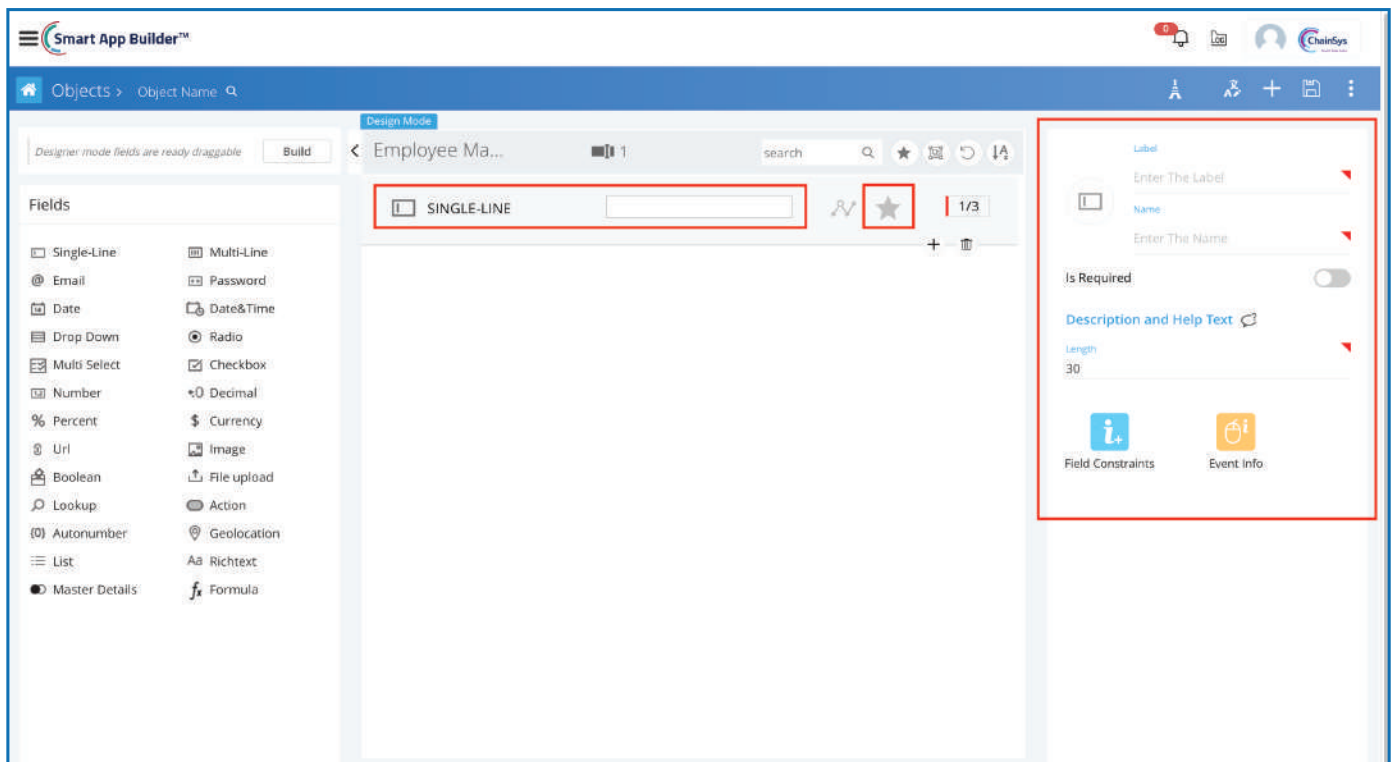 Smart App Builder™
0
LOG
ChainSys
Objects > Object Name
Design Mode
Designer mode fields are ready draggable
Build
Employee Ma...
1
search
Fields
Single-Line
Multi-Line
Email
Password
Date
Date&Time
Drop Down
Radio
Multi Select
Checkbox
Number
Decimal
Percent
Currency
Url
Image
Boolean
File upload
Lookup
Action
Autonumber
Geolocation
List
Richtext
Master Details
Formula
SINGLE-LINE
1/3
Label
Enter The Label
Name
Enter The Name
Is Required
Description and Help Text
Length
30
Field Constraints
Event Info